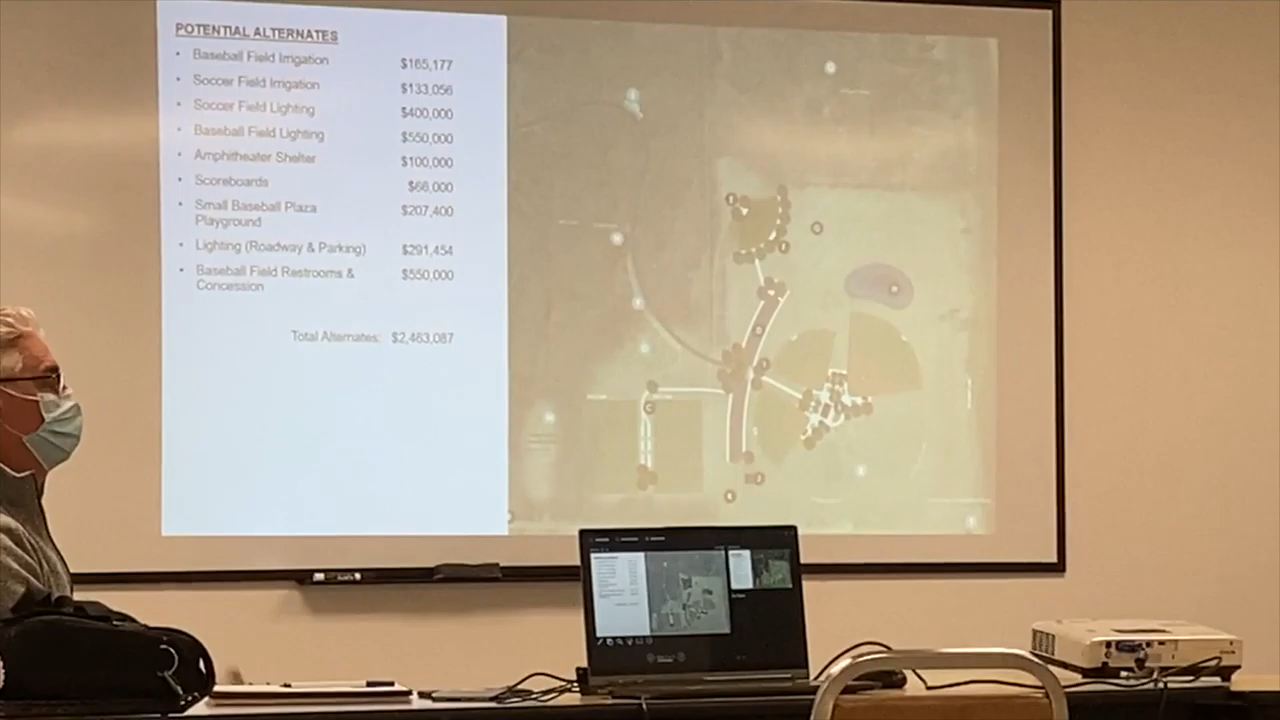 POTENTIAL ALTERNATES
• Baseball Field Irrigation $165,177
• Soccer Field Irrigation $133,056
• Soccer Field Lighting $400,000
• Baseball Field Lighting $550,000
• Amphitheater Shelter $100,000
• Scoreboards $66,000
• Small Baseball Plaza $207,400
Playground
• Lighting (Roadway & Parking) $291,454
• Baseball Field Restrooms & $550,000
Concession
Total Alternates: $2,463,087